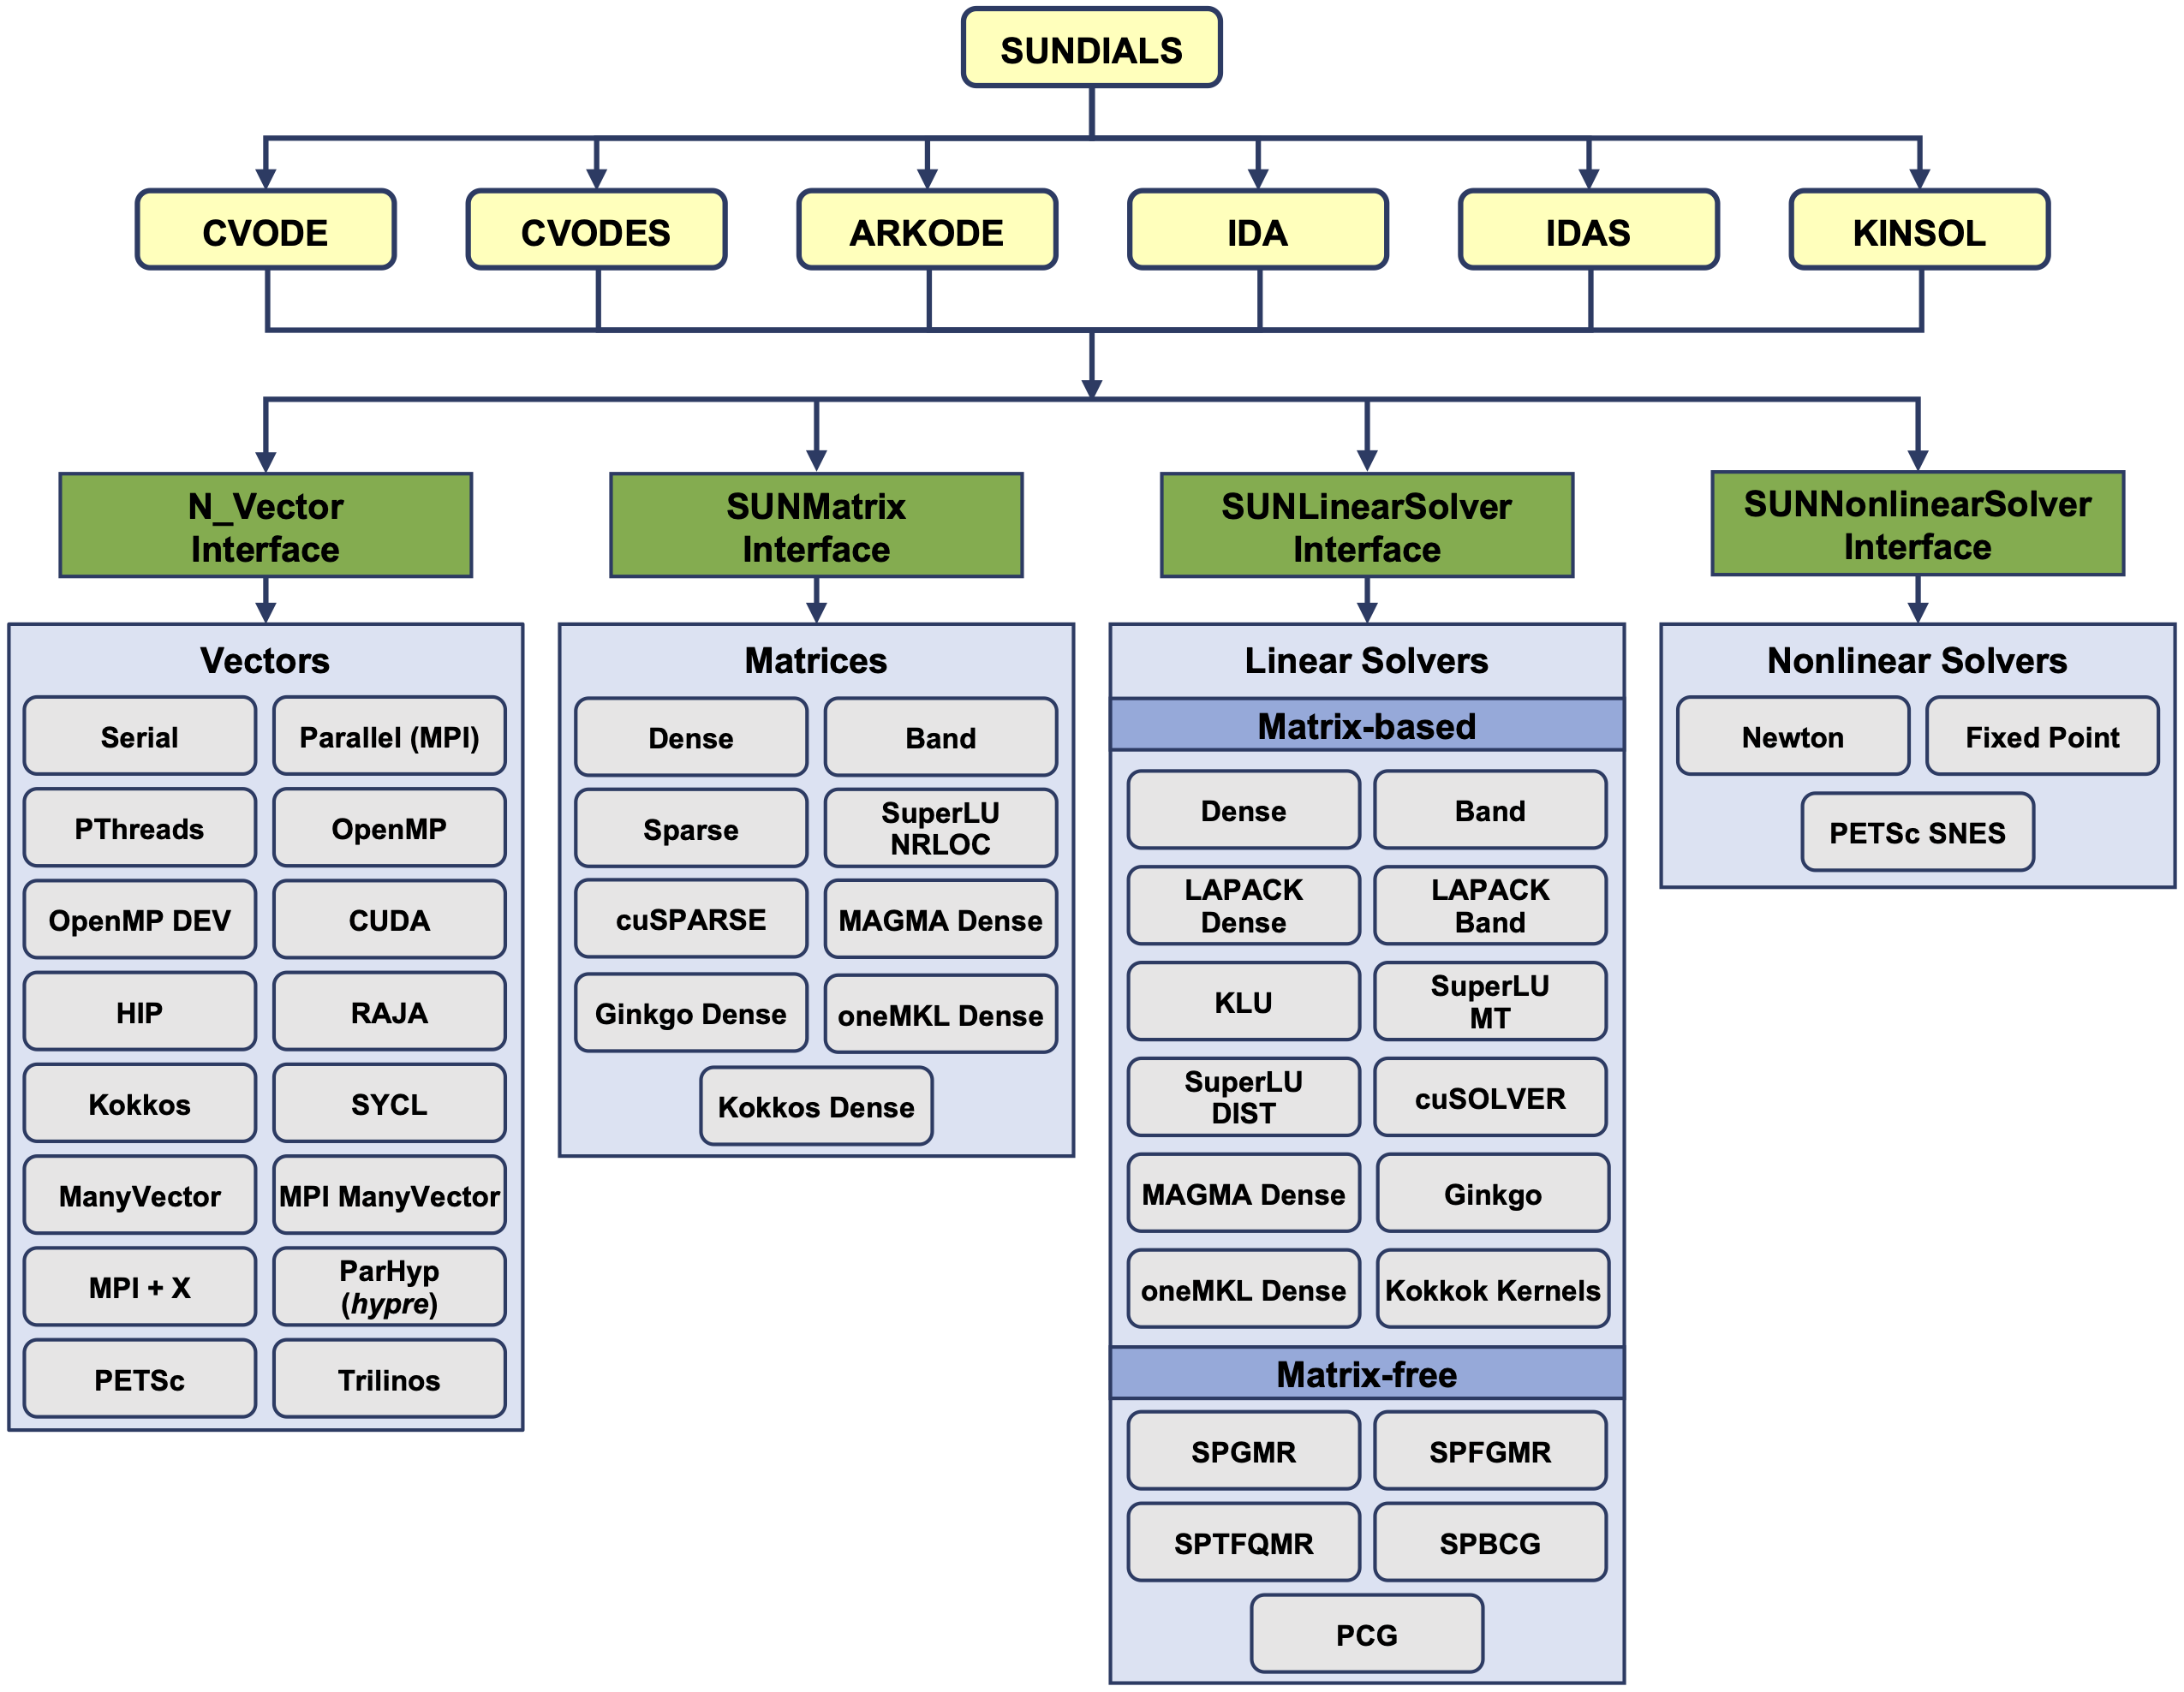 SUNDIALS
CVODE
CVODES
ARKODE
IDA
IDAS
KINSOL
N_Vector
Interface
SUNMatrix
Interface
SUNLinearSolver
Interface
SUNNonlinearSolver
Interface
Vectors
Serial
Parallel (MPI)
PThreads
OpenMP
OpenMP DEV
CUDA
HIP
RAJA
Kokkos
SYCL
ManyVector
MPI ManyVector
MPI + X
ParHyp
(hypre)
PETSc
Trilinos
Matrices
Dense
Band
Sparse
SuperLU
NRLOC
cuSPARSE
MAGMA Dense
Ginkgo Dense
oneMKL Dense
Kokkos Dense
Linear Solvers
Matrix-based
Dense
Band
LAPACK
Dense
LAPACK
Band
KLU
SuperLU
MT
SuperLU
DIST
cuSOLVER
MAGMA Dense
Ginkgo
oneMKL Dense
Kokkok Kernels
Matrix-free
SPGMR
SPFGMR
SPTFQMR
SPBCG
PCG
Nonlinear Solvers
Newton
Fixed Point
PETSc SNES